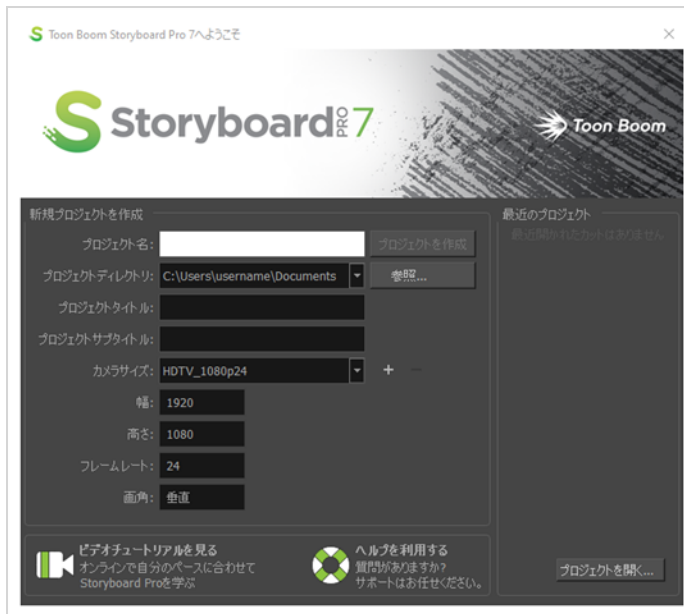 Toon Boom Storyboard Pro 7へようこそ
Storyboard PRO 7
Toon Boom
新規プロジェクトを作成
プロジェクト名:
プロジェクトを作成
プロジェクトディレクトリ: C:\Users\username\Documents
参照...
プロジェクトタイトル:
プロジェクトサブタイトル:
カメラサイズ: HDTV_1080p24
+ −
幅: 1920
高さ: 1080
フレームレート: 24
画角: 垂直
最近のプロジェクト
最近開かれたカットはありません
ビデオチュートリアルを見る
オンラインで自分のペースに合わせて
Storyboard Proを学ぶ
ヘルプを利用する
質問がありますか?
サポートはお任せください。
プロジェクトを開く...